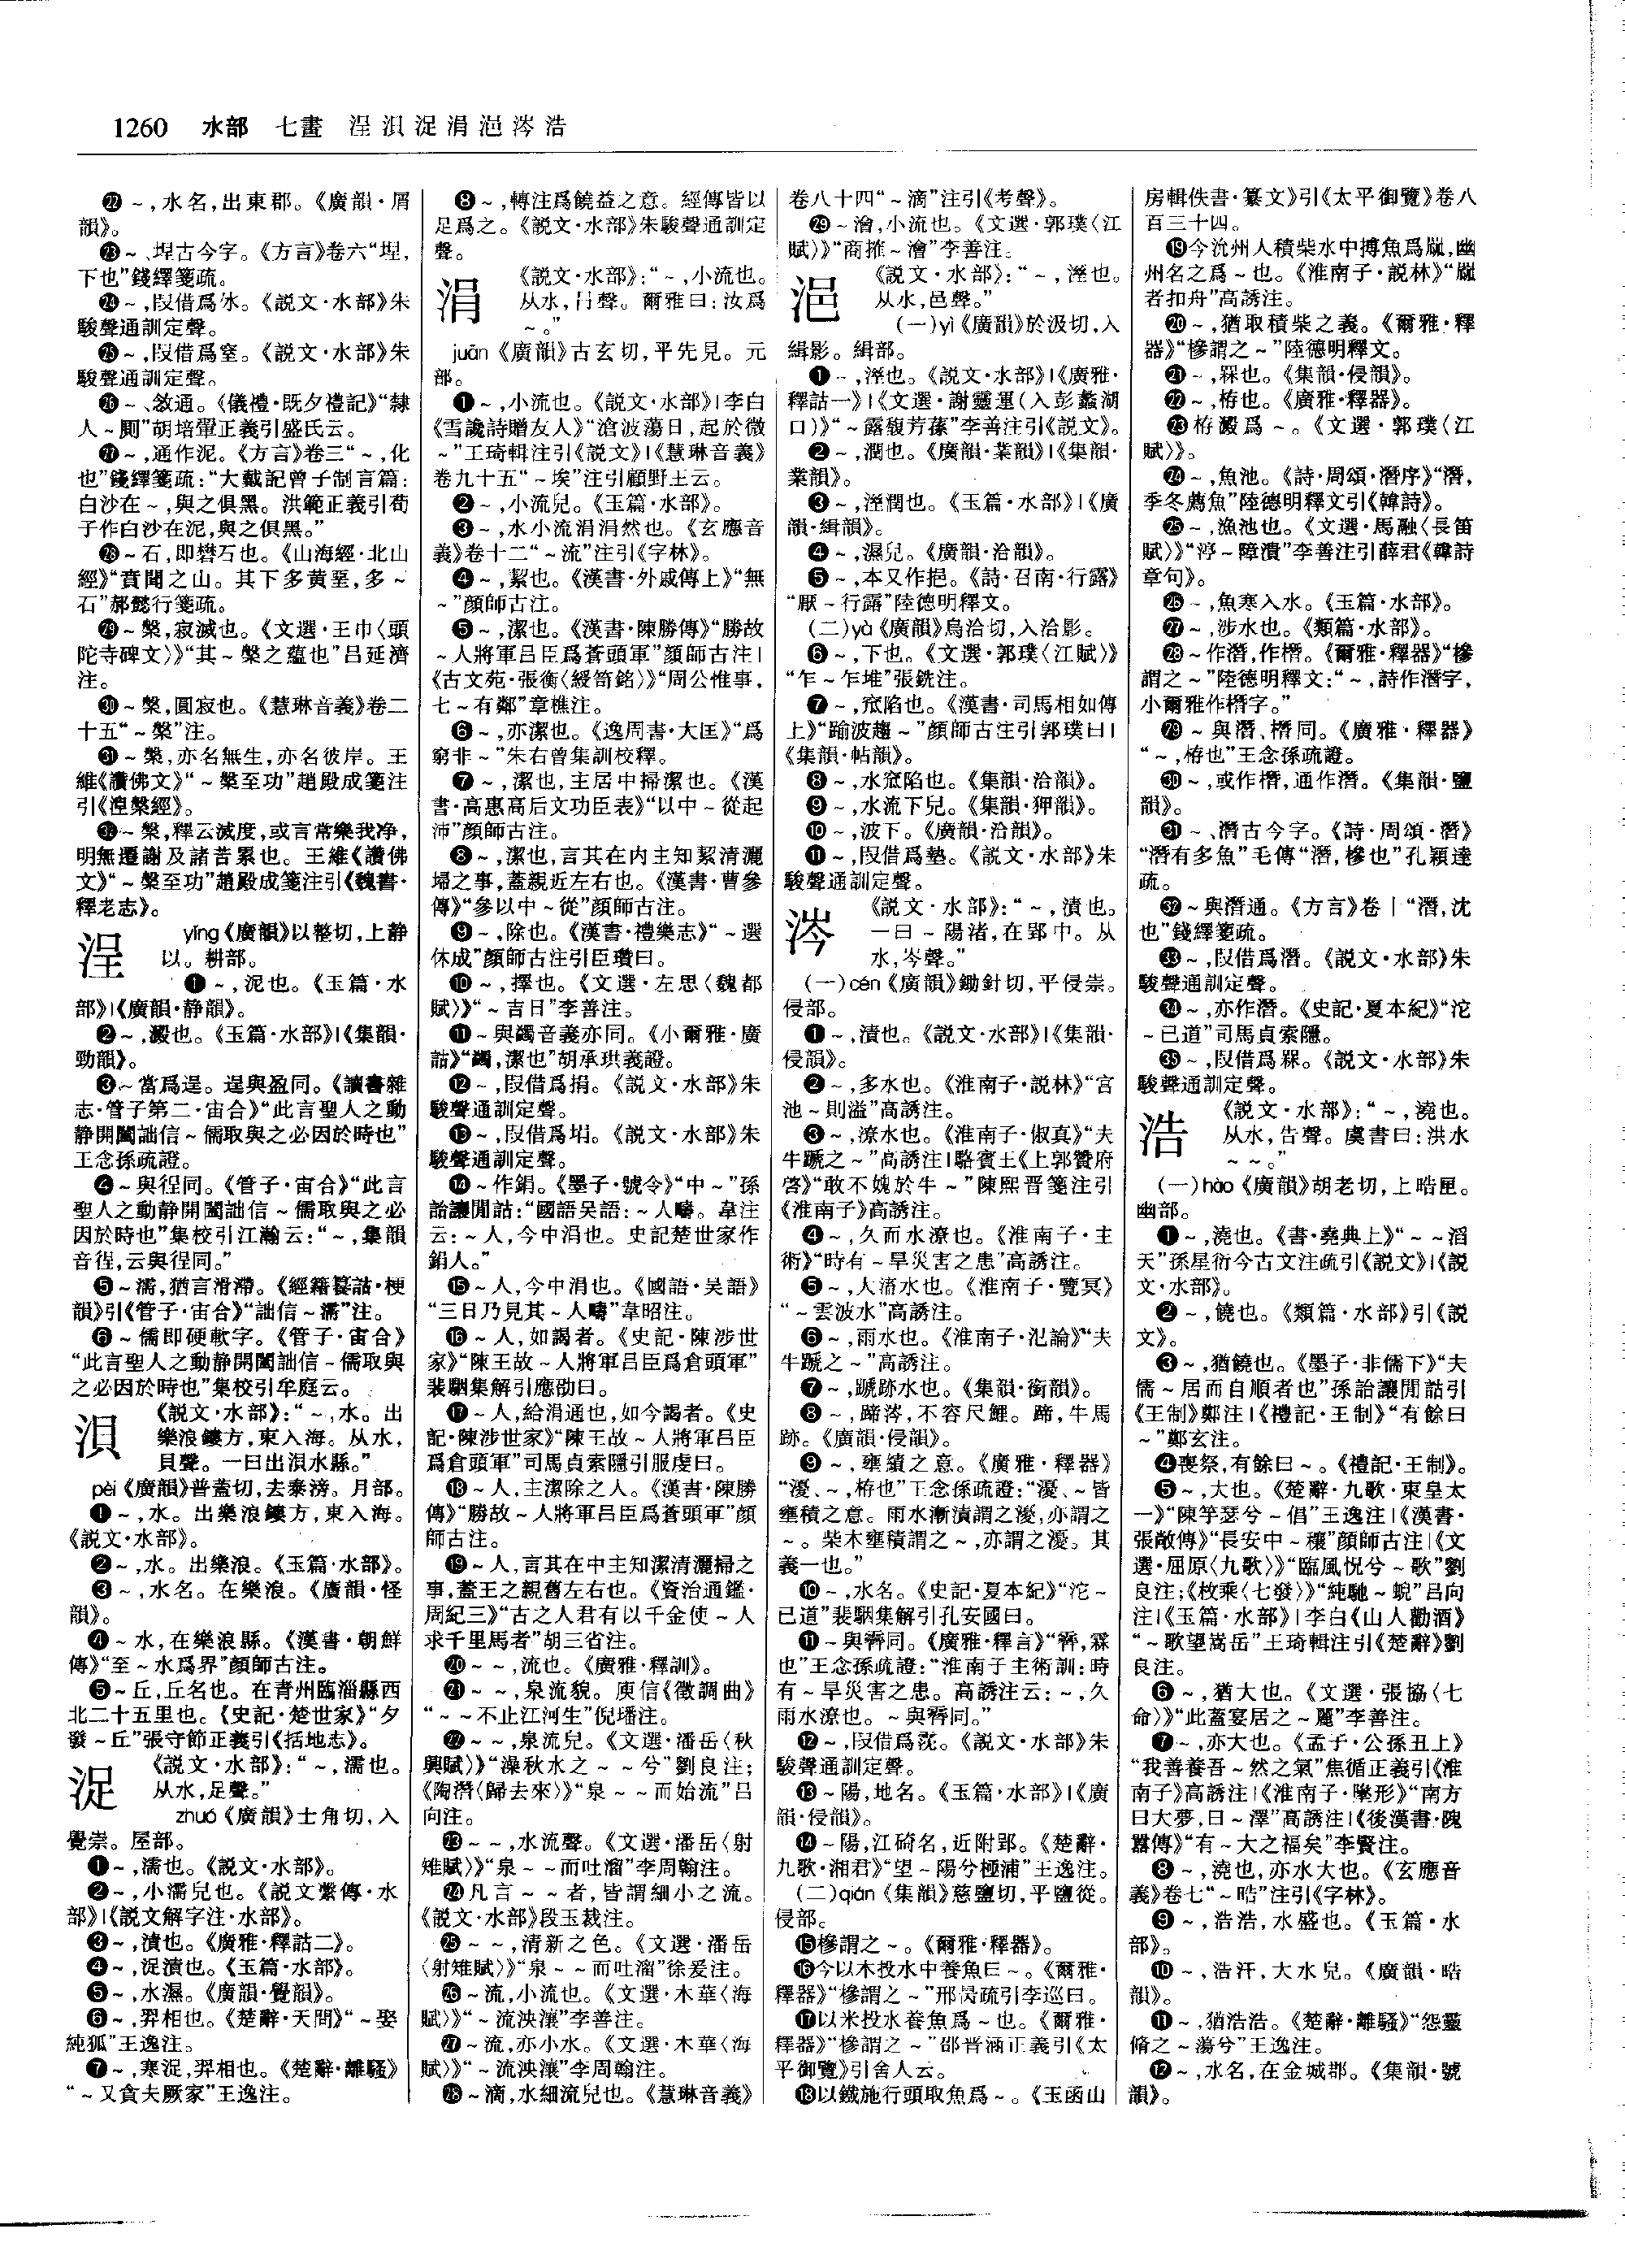 1260 水部 七畫 浧浿浞涓浥涔浩
㉒~,水名,出東郡。《廣韻·屑
韻》。
㉓~、埕古今字。《方言》卷六“埕,
下也”錢繹箋疏。
㉔~,叚借爲氷。《説文·水部》朱
駿聲通訓定聲。
㉕~,叚借爲窒。《説文·水部》朱
駿聲通訓定聲。
㉖~、敜通。《儀禮·既夕禮記》“隸
人~圊”胡培翬正義引盛氏云。
㉗~,通作泥。《方言》卷三“~,化
也”錢繹箋疏:“大戴記曾子制言篇:
白沙在~,與之俱黑。洪範正義引荀
子作白沙在泥,與之俱黑。”
㉘~石,即礬石也。《山海經·北山
經》“賁聞之山。其下多黄堊,多~
石”郝懿行箋疏。
㉙~槃,寂滅也。《文選·王巾〈頭
陀寺碑文〉》“其~槃之藴也”吕延濟
注。
㉚~槃,圓寂也。《慧琳音義》卷二
十五“~槃”注。
㉛~槃,亦名無生,亦名彼岸。王
維《讚佛文》“~槃至功”趙殿成箋注
引《湼槃經》。
㉜~槃,釋云滅度,或言常樂我净,
明無遷謝及諸苦累也。王維《讚佛
文》“~槃至功”趙殿成箋注引《魏書·
釋老志》。
浧 yǐng《廣韻》以整切,上静
以。耕部。
❶~,泥也。《玉篇·水
部》|《廣韻·静韻》。
❷~,澱也。《玉篇·水部》|《集韻·
勁韻》。
❸~當爲逞。逞與盈同。《讀書雜
志·管子第二·宙合》“此言聖人之動
静開闔詘信~儒取與之必因於時也”
王念孫疏證。
❹~與徎同。《管子·宙合》“此言
聖人之動静開闔詘信~儒取與之必
因於時也”集校引江瀚云:“~,集韻
音徎,云與徎同。”
❺~濡,猶言滑滯。《經籍籑詁·梗
韻》引《管子·宙合》“詘信~濡”注。
❻~儒即硬軟字。《管子·宙合》
“此言聖人之動静開闔詘信~儒取與
之必因於時也”集校引牟庭云。
浿 《説文·水部》:“~,水。出
樂浪鏤方,東入海。从水,
貝聲。一曰出浿水縣。”
pèi《廣韻》普蓋切,去泰滂。月部。
❶~,水。出樂浪鏤方,東入海。
《説文·水部》。
❷~,水。出樂浪。《玉篇·水部》。
❸~,水名。在樂浪。《廣韻·怪
韻》。
❹~水,在樂浪縣。《漢書·朝鮮
傳》“至~水爲界”顔師古注。
❺~丘,丘名也。在青州臨淄縣西
北二十五里也。《史記·楚世家》“夕
發~丘”張守節正義引《括地志》。
浞 《説文·水部》:“~,濡也。
从水,足聲。”
zhuó《廣韻》士角切,入
覺崇。屋部。
❶~,濡也。《説文·水部》。
❷~,小濡皃也。《説文繫傳·水
部》|《説文解字注·水部》。
❸~,漬也。《廣雅·釋詁二》。
❹~,浞漬也。《玉篇·水部》。
❺~,水濕。《廣韻·覺韻》。
❻~,羿相也。《楚辭·天問》“~娶
純狐”王逸注。
❼~,寒浞,羿相也。《楚辭·離騷》
“~又貪夫厥家”王逸注。
❽~,轉注爲饒益之意。經傳皆以
足爲之。《説文·水部》朱駿聲通訓定
聲。
涓 《説文·水部》:“~,小流也。
从水,肙聲。爾雅曰:汝爲
~。”
juān《廣韻》古玄切,平先見。元
部。
❶~,小流也。《説文·水部》|李白
《雪讒詩贈友人》“滄波蕩日,起於微
~”王琦輯注引《説文》|《慧琳音義》
卷九十五“~埃”注引顧野王云。
❷~,小流皃。《玉篇·水部》。
❸~,水小流涓涓然也。《玄應音
義》卷十二“~流”注引《字林》。
❹~,絜也。《漢書·外戚傳上》“無
~”顔師古注。
❺~,潔也。《漢書·陳勝傳》“勝故
~人將軍吕臣爲蒼頭軍”顔師古注|
《古文苑·張衡〈綬笥銘〉》“周公惟事,
七~有鄰”章樵注。
❻~,亦潔也。《逸周書·大匡》“爲
窮非~”朱右曾集訓校釋。
❼~,潔也,主居中掃潔也。《漢
書·高惠高后文功臣表》“以中~從起
沛”顔師古注。
❽~,潔也,言其在内主知絜清灑
埽之事,蓋親近左右也。《漢書·曹參
傳》“參以中~從”顔師古注。
❾~,除也。《漢書·禮樂志》“~選
休成”顔師古注引臣瓚曰。
❿~,擇也。《文選·左思〈魏都
賦〉》“~吉日”李善注。
⓫~與蠲音義亦同。《小爾雅·廣
詁》“蠲,潔也”胡承珙義證。
⓬~,叚借爲捐。《説文·水部》朱
駿聲通訓定聲。
⓭~,叚借爲埍。《説文·水部》朱
駿聲通訓定聲。
⓮~作鋗。《墨子·號令》“中~”孫
詒讓閒詁:“國語吴語:~人疇。韋注
云:~人,今中涓也。史記楚世家作
鋗人。”
⓯~人,今中涓也。《國語·吴語》
“三日乃見其~人疇”韋昭注。
⓰~人,如謁者。《史記·陳涉世
家》“陳王故~人將軍吕臣爲倉頭軍”
裴駰集解引應劭曰。
⓱~人,給涓通也,如今謁者。《史
記·陳涉世家》“陳王故~人將軍吕臣
爲倉頭軍”司馬貞索隱引服虔曰。
⓲~人,主潔除之人。《漢書·陳勝
傳》“勝故~人將軍吕臣爲蒼頭軍”顔
師古注。
⓳~人,言其在中主知潔清灑掃之
事,蓋王之親舊左右也。《資治通鑑·
周紀三》“古之人君有以千金使~人
求千里馬者”胡三省注。
⓴~~,流也。《廣雅·釋訓》。
㉑~~,泉流貌。庾信《徵調曲》
“~~不止江河生”倪璠注。
㉒~~,泉流皃。《文選·潘岳〈秋
興賦〉》“澡秋水之~~兮”劉良注;
《陶潛〈歸去來〉》“泉~~而始流”吕
向注。
㉓~~,水流聲。《文選·潘岳〈射
雉賦〉》“泉~~而吐溜”李周翰注。
㉔凡言~~者,皆謂細小之流。
《説文·水部》段玉裁注。
㉕~~,清新之色。《文選·潘岳
〈射雉賦〉》“泉~~而吐溜”徐爰注。
㉖~流,小流也。《文選·木華〈海
賦〉》“~流泱瀼”李善注。
㉗~流,亦小水。《文選·木華〈海
賦〉》“~流泱瀼”李周翰注。
㉘~滴,水細流皃也。《慧琳音義》
卷八十四“~滴”注引《考聲》。
㉙~澮,小流也。《文選·郭璞〈江
賦〉》“商搉~澮”李善注。
浥 《説文·水部》:“~,溼也。
从水,邑聲。”
(一)yì《廣韻》於汲切,入
緝影。緝部。
❶~,溼也。《説文·水部》|《廣雅·
釋詁一》|《文選·謝靈運〈入彭蠡湖
口〉》“~露馥芳蓀”李善注引《説文》。
❷~,潤也。《廣韻·業韻》|《集韻·
業韻》。
❸~,溼潤也。《玉篇·水部》|《廣
韻·緝韻》。
❹~,濕皃。《廣韻·洽韻》。
❺~,本又作挹。《詩·召南·行露》
“厭~行露”陸德明釋文。
(二)yà《廣韻》烏洽切,入洽影。
❻~,下也。《文選·郭璞〈江賦〉》
“乍~乍堆”張銑注。
❼~,窊陷也。《漢書·司馬相如傳
上》“踰波趨~”顔師古注引郭璞曰|
《集韻·帖韻》。
❽~,水窊陷也。《集韻·洽韻》。
❾~,水流下皃。《集韻·狎韻》。
❿~,波下。《廣韻·洽韻》。
⓫~,叚借爲墊。《説文·水部》朱
駿聲通訓定聲。
涔 《説文·水部》:“~,漬也。
一曰~陽渚,在郢中。从
水,岑聲。”
(一)cén《廣韻》鋤針切,平侵崇。
侵部。
❶~,漬也。《説文·水部》|《集韻·
侵韻》。
❷~,多水也。《淮南子·説林》“宫
池~則溢”高誘注。
❸~,潦水也。《淮南子·俶真》“夫
牛蹏之~”高誘注|駱賓王《上郭贊府
啓》“敢不媿於牛~”陳熙晋箋注引
《淮南子》高誘注。
❹~,久而水潦也。《淮南子·主
術》“時有~旱災害之患”高誘注。
❺~,大滀水也。《淮南子·覽冥》
“~雲波水”高誘注。
❻~,雨水也。《淮南子·氾論》“夫
牛蹏之~”高誘注。
❼~,蹏跡水也。《集韻·銜韻》。
❽~,蹄涔,不容尺鯉。蹄,牛馬
跡。《廣韻·侵韻》。
❾~,壅積之意。《廣雅·釋器》
“瀀、~,栫也”王念孫疏證:“瀀、~皆
壅積之意。雨水漸漬謂之瀀,亦謂之
~。柴木壅積謂之~,亦謂之瀀。其
義一也。”
❿~,水名。《史記·夏本紀》“沱~
已道”裴駰集解引孔安國曰。
⓫~與霽同。《廣雅·釋言》“霽,霖
也”王念孫疏證:“淮南子主術訓:時
有~旱災害之患。高誘注云:~,久
雨水潦也。~與霽同。”
⓬~,叚借爲茷。《説文·水部》朱
駿聲通訓定聲。
⓭~陽,地名。《玉篇·水部》|《廣
韻·侵韻》。
⓮~陽,江碕名,近附郢。《楚辭·
九歌·湘君》“望~陽兮極浦”王逸注。
(二)qián《集韻》慈鹽切,平鹽從。
侵部。
⓯槮謂之~。《爾雅·釋器》。
⓰今以木投水中養魚曰~。《爾雅·
釋器》“槮謂之~”邢昺疏引李巡曰。
⓱以米投水養魚爲~也。《爾雅·
釋器》“槮謂之~”邵晋涵正義引《太
平御覽》引舍人云。
⓲以鐵施行頭取魚爲~。《玉函山
房輯佚書·纂文》引《太平御覽》卷八
百三十四。
⓳今沇州人積柴水中搏魚爲罧,幽
州名之爲~也。《淮南子·説林》“罧
者扣舟”高誘注。
⓴~,猶取積柴之義。《爾雅·釋
器》“槮謂之~”陸德明釋文。
㉑~,槑也。《集韻·侵韻》。
㉒~,栫也。《廣雅·釋器》。
㉓栫澱爲~。《文選·郭璞〈江
賦〉》。
㉔~,魚池。《詩·周頌·潛序》“潛,
季冬薦魚”陸德明釋文引《韓詩》。
㉕~,漁池也。《文選·馬融〈長笛
賦〉》“渟~障潰”李善注引薛君《韓詩
章句》。
㉖~,魚寒入水。《玉篇·水部》。
㉗~,涉水也。《類篇·水部》。
㉘~作潛,作橬。《爾雅·釋器》“槮
謂之~”陸德明釋文:“~,詩作潛字,
小爾雅作橬字。”
㉙~與潛、橬同。《廣雅·釋器》
“~,栫也”王念孫疏證。
㉚~,或作橬,通作潛。《集韻·鹽
韻》。
㉛~、潛古今字。《詩·周頌·潛》
“潛有多魚”毛傳“潛,槮也”孔穎達
疏。
㉜~與潛通。《方言》卷十“潛,沈
也”錢繹箋疏。
㉝~,叚借爲潛。《説文·水部》朱
駿聲通訓定聲。
㉞~,亦作潛。《史記·夏本紀》“沱
~已道”司馬貞索隱。
㉟~,叚借爲罧。《説文·水部》朱
駿聲通訓定聲。
浩 《説文·水部》:“~,澆也。
从水,告聲。虞書曰:洪水
~~。”
(一)hào《廣韻》胡老切,上晧匣。
幽部。
❶~,澆也。《書·堯典上》“~~滔
天”孫星衍今古文注疏引《説文》|《説
文·水部》。
❷~,饒也。《類篇·水部》引《説
文》。
❸~,猶饒也。《墨子·非儒下》“夫
儒~居而自順者也”孫詒讓閒詁引
《王制》鄭注|《禮記·王制》“有餘曰
~”鄭玄注。
❹喪祭,有餘曰~。《禮記·王制》。
❺~,大也。《楚辭·九歌·東皇太
一》“陳竽瑟兮~倡”王逸注|《漢書·
張敞傳》“長安中~穰”顔師古注|《文
選·屈原〈九歌〉》“臨風怳兮~歌”劉
良注;《枚乘〈七發〉》“純馳~蜺”吕向
注|《玉篇·水部》|李白《山人勸酒》
“~歌望嵩岳”王琦輯注引《楚辭》劉
良注。
❻~,猶大也。《文選·張協〈七
命〉》“此蓋宴居之~麗”李善注。
❼~,亦大也。《孟子·公孫丑上》
“我善養吾~然之氣”焦循正義引《淮
南子》高誘注|《淮南子·墬形》“南方
曰大夢,曰~澤”高誘注|《後漢書·隗
囂傳》“有~大之福矣”李賢注。
❽~,澆也,亦水大也。《玄應音
義》卷七“~晧”注引《字林》。
❾~,浩浩,水盛也。《玉篇·水
部》。
❿~,浩汗,大水皃。《廣韻·晧
韻》。
⓫~,猶浩浩。《楚辭·離騷》“怨靈
脩之~蕩兮”王逸注。
⓬~,水名,在金城郡。《集韻·號
韻》。